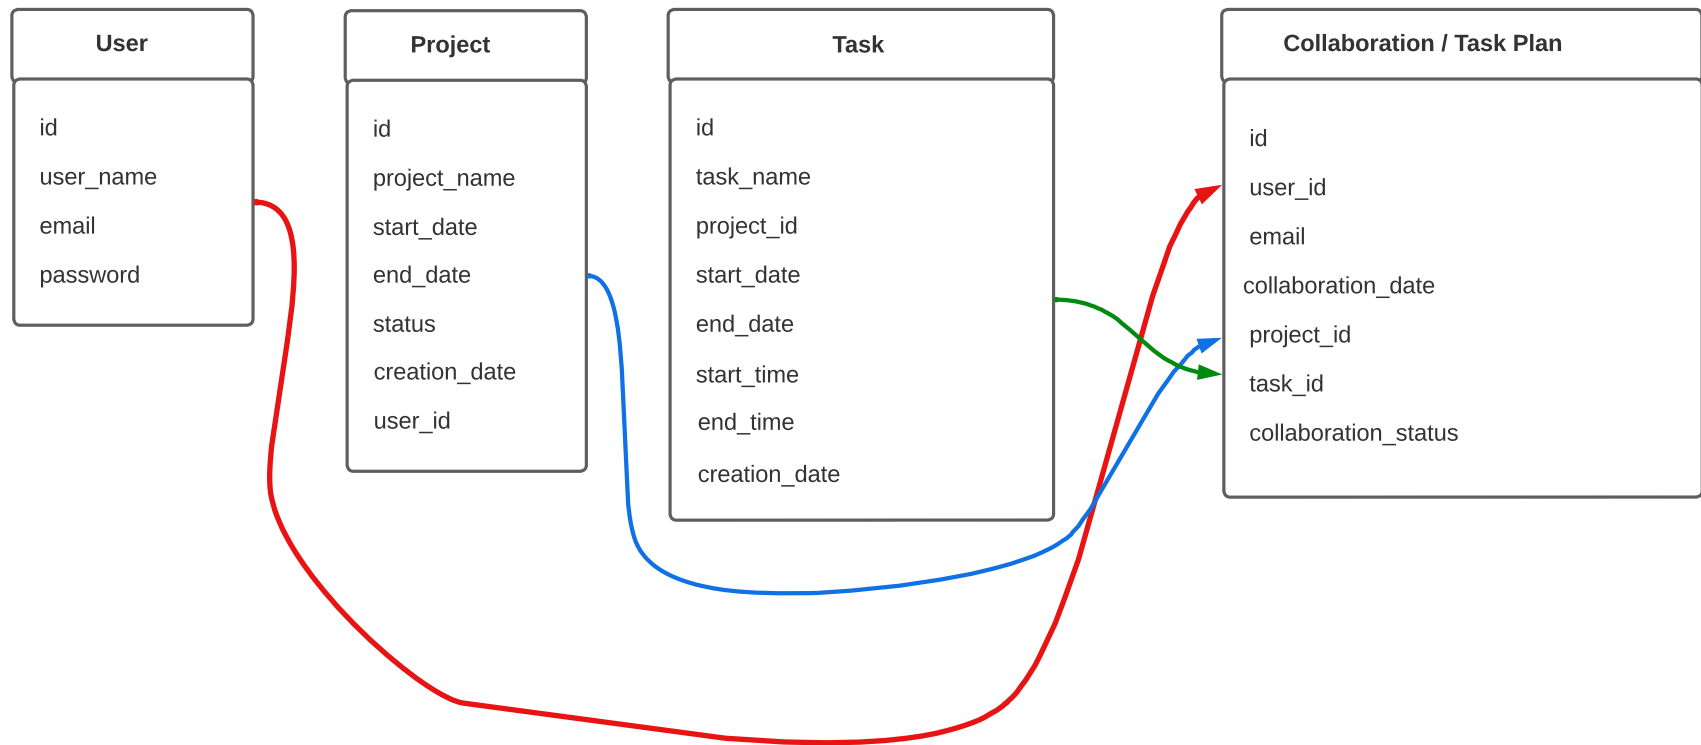 User
id
user_name
email
password
Project
id
project_name
start_date
end_date
status
creation_date
user_id
Task
id
task_name
project_id
start_date
end_date
start_time
end_time
creation_date
Collaboration / Task Plan
id
user_id
email
collaboration_date
project_id
task_id
collaboration_status